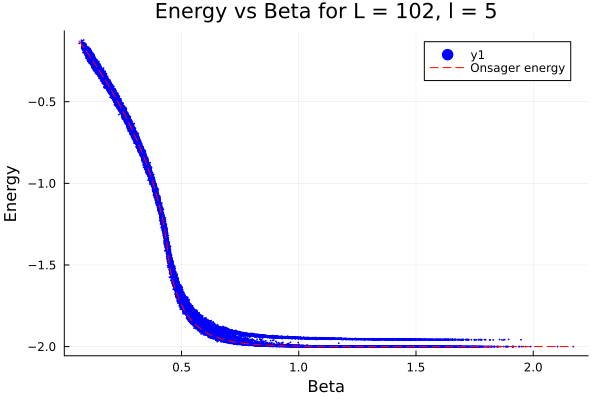 Energy vs Beta for L = 102, l = 5
y1
Onsager energy
Energy
−0.5
−1.0
−1.5
−2.0
0.5
1.0
1.5
2.0
Beta